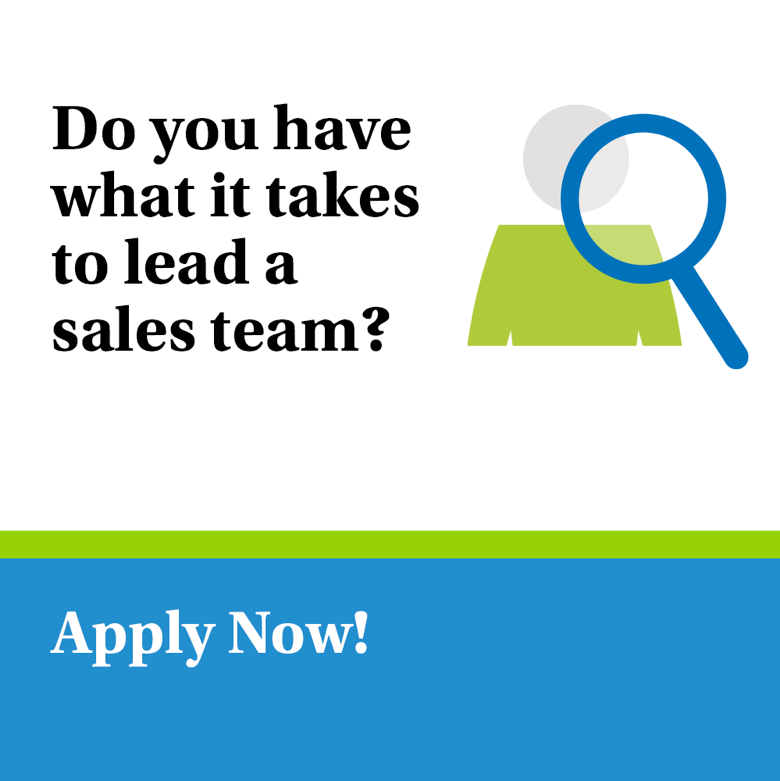 Do you have
what it takes
to lead a
sales team?
Apply Now!